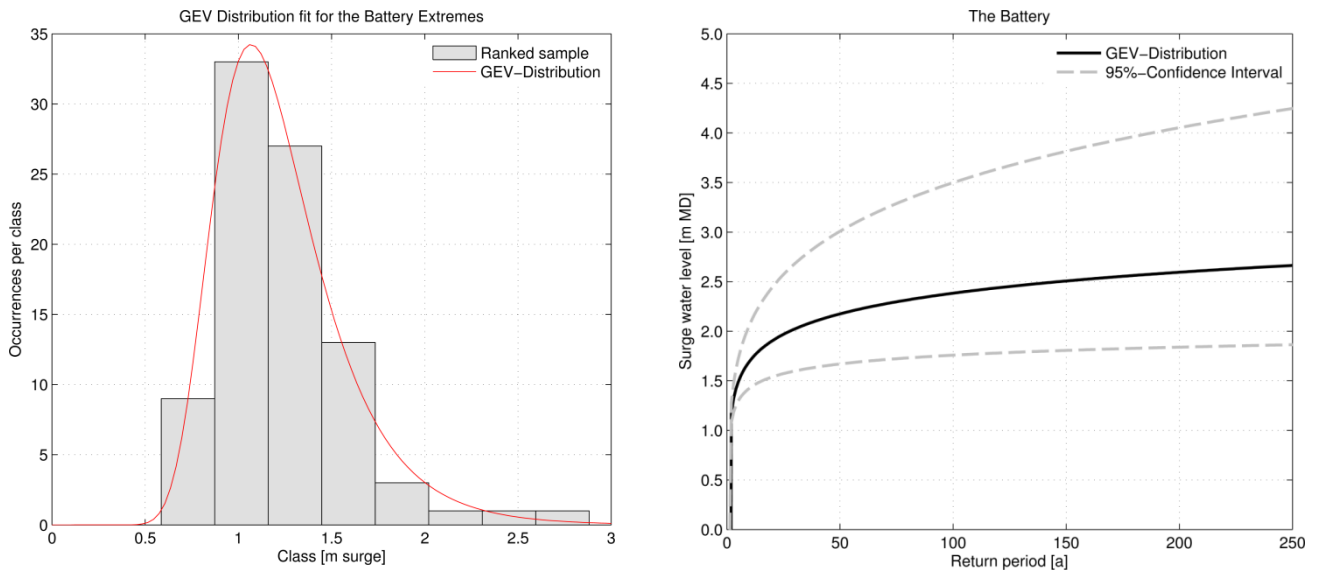 GEV Distribution fit for the Battery Extremes
35
30
25
20
15
10
5
0
Occurrences per class
Ranked sample
GEV−Distribution
0 0.5 1 1.5 2 2.5 3
Class [m surge]
The Battery
5.0
4.5
4.0
3.5
3.0
2.5
2.0
1.5
1.0
0.5
0.0
Surge water level [m MD]
GEV−Distribution
95%−Confidence Interval
0 50 100 150 200 250
Return period [a]